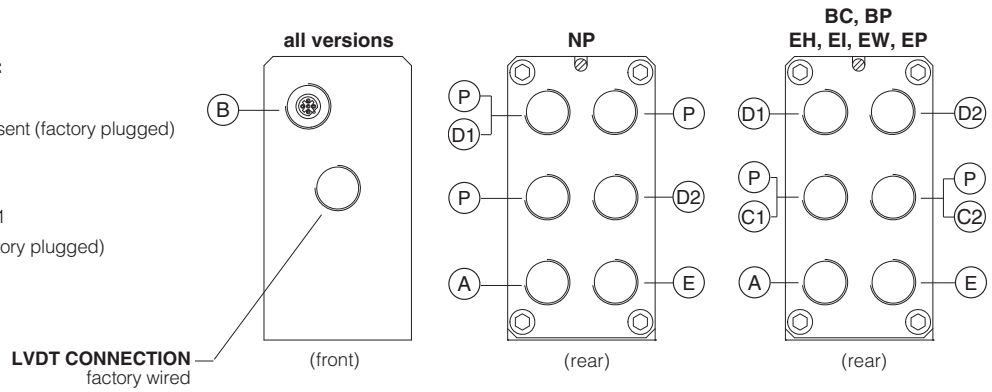 BC, BP
all versions NP EH, EI, EW, EP
:
B P D1 P D1 D2
sent (factory plugged)
P D2 P C1 P C2
1
ory plugged)
A E A E
LVDT CONNECTION (front) (rear) (rear)
factory wired